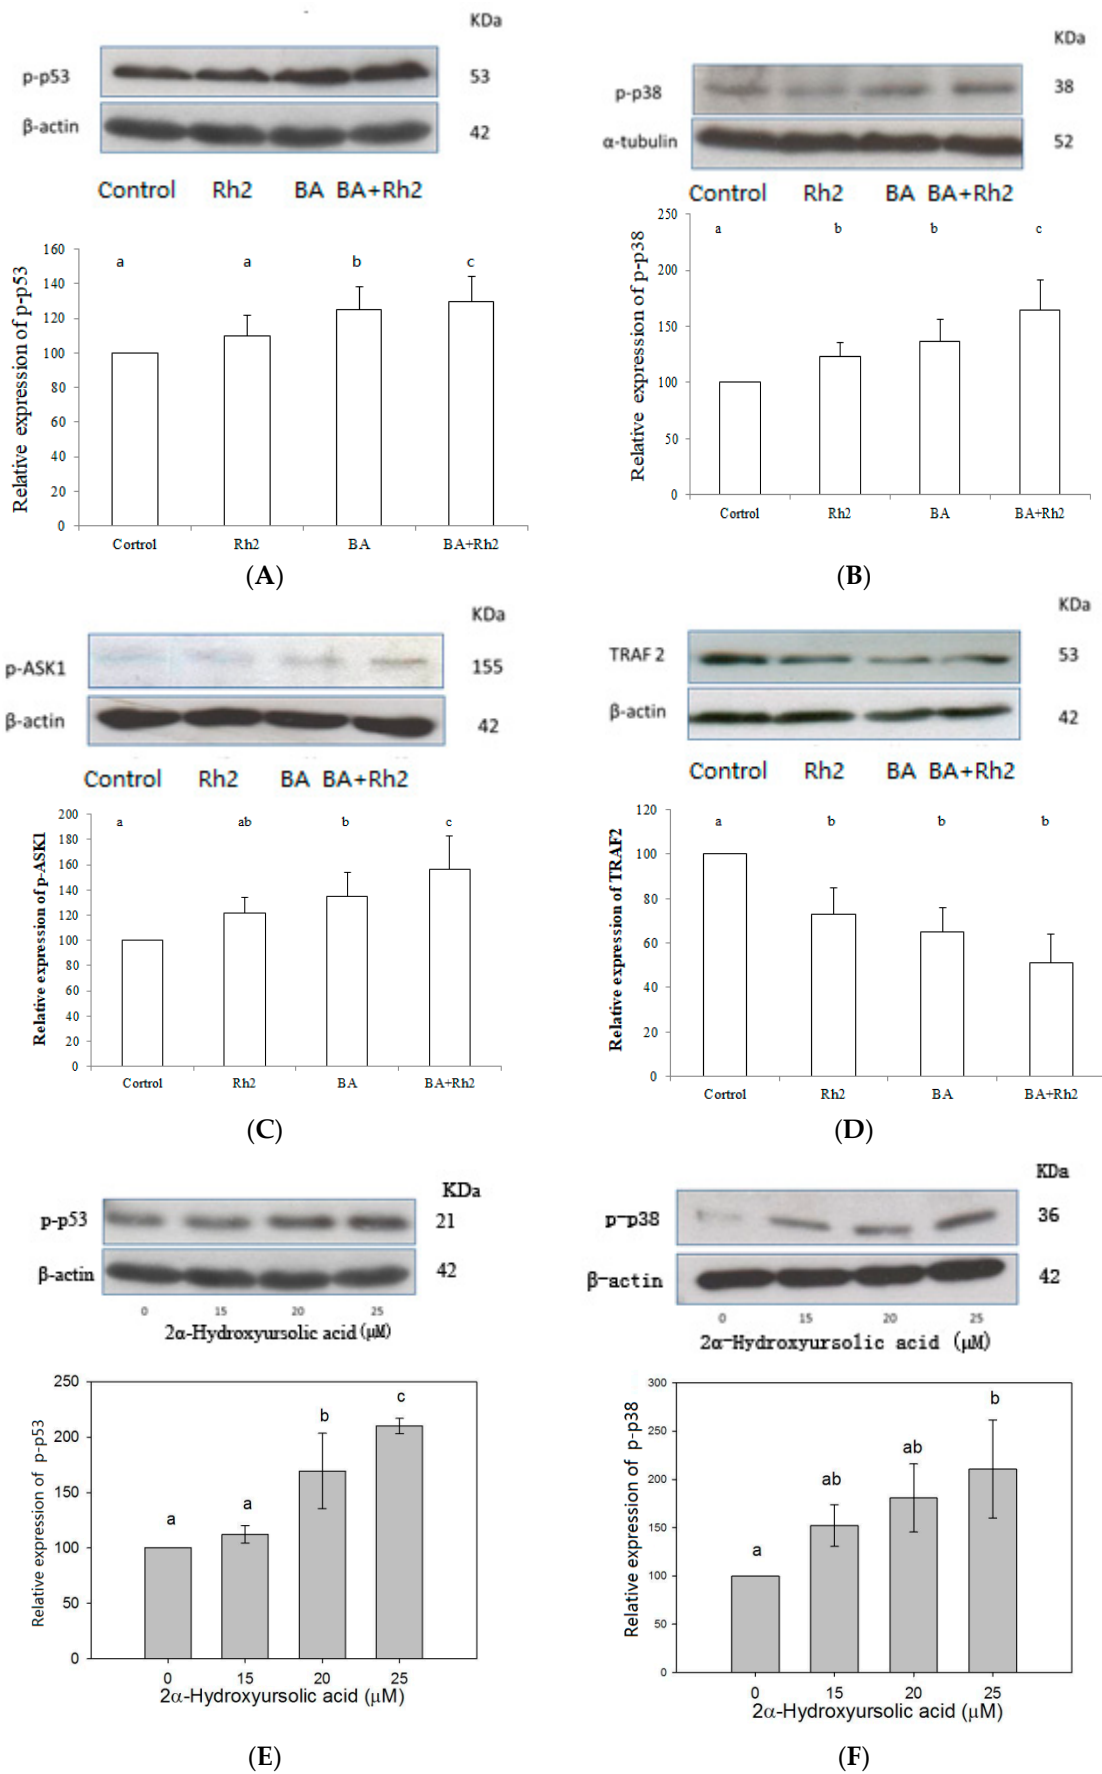 KDa
p-p53
53
β-actin
42
Control Rh2 BA BA+Rh2
160
140
120
100
80
60
40
20
0
Relative expression of p-p53
a a b c
Cortrol Rh2 BA BA+Rh2
(A)
KDa
p-p38
38
α-tubulin
52
Control Rh2 BA BA+Rh2
250
200
150
100
50
0
Relative expression of p-p38
a b b c
Cortrol Rh2 BA BA+Rh2
(B)
KDa
p-ASK1
155
β-actin
42
Control Rh2 BA BA+Rh2
200
180
160
140
120
100
80
60
40
20
0
Relative expression of p-ASK1
a ab b c
Cortrol Rh2 BA BA+Rh2
(C)
KDa
TRAF 2
53
β-actin
42
Control Rh2 BA BA+Rh2
120
100
80
60
40
20
0
Relative expression of TRAF2
a b b b
Cortrol Rh2 BA BA+Rh2
(D)
KDa
p-p53
21
β-actin
42
0 15 20 25
2α-Hydroxyursolic acid (μM)
250
200
150
100
50
0
Relative expression of p-p53
a a b c
0 15 20 25
2α-Hydroxyursolic acid (μM)
(E)
KDa
p-p38
36
β-actin
42
0 15 20 25
2α-Hydroxyursolic acid (μM)
300
250
200
150
100
50
0
Relative expression of p-p38
a ab ab b
0 15 20 25
2α-Hydroxyursolic acid (μM)
(F)